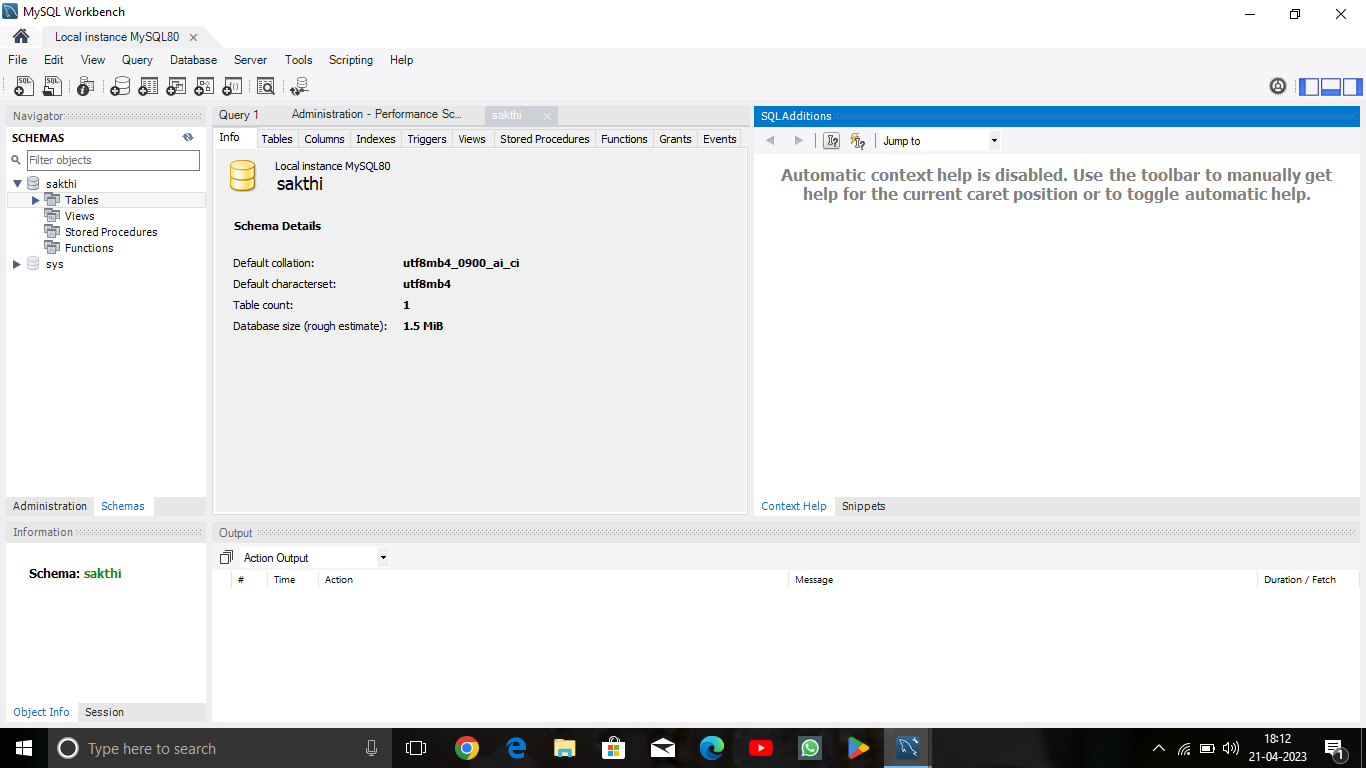 MySQL Workbench
Local instance MySQL80
File Edit View Query Database Server Tools Scripting Help
Navigator
SCHEMAS
Filter objects
sakthi
Tables
Views
Stored Procedures
Functions
sys
Administration Schemas
Query 1 Administration - Performance Sc... sakthi
Info Tables Columns Indexes Triggers Views Stored Procedures Functions Grants Events
Local instance MySQL80
sakthi
Schema Details
Default collation: utf8mb4_0900_ai_ci
Default characterset: utf8mb4
Table count: 1
Database size (rough estimate): 1.5 MiB
SQLAdditions
Jump to
Automatic context help is disabled. Use the toolbar to manually get
help for the current caret position or to toggle automatic help.
Context Help Snippets
Information
Schema: sakthi
Object Info Session
Output
Action Output
# Time Action Message Duration / Fetch
Type here to search
18:12
21-04-2023
1